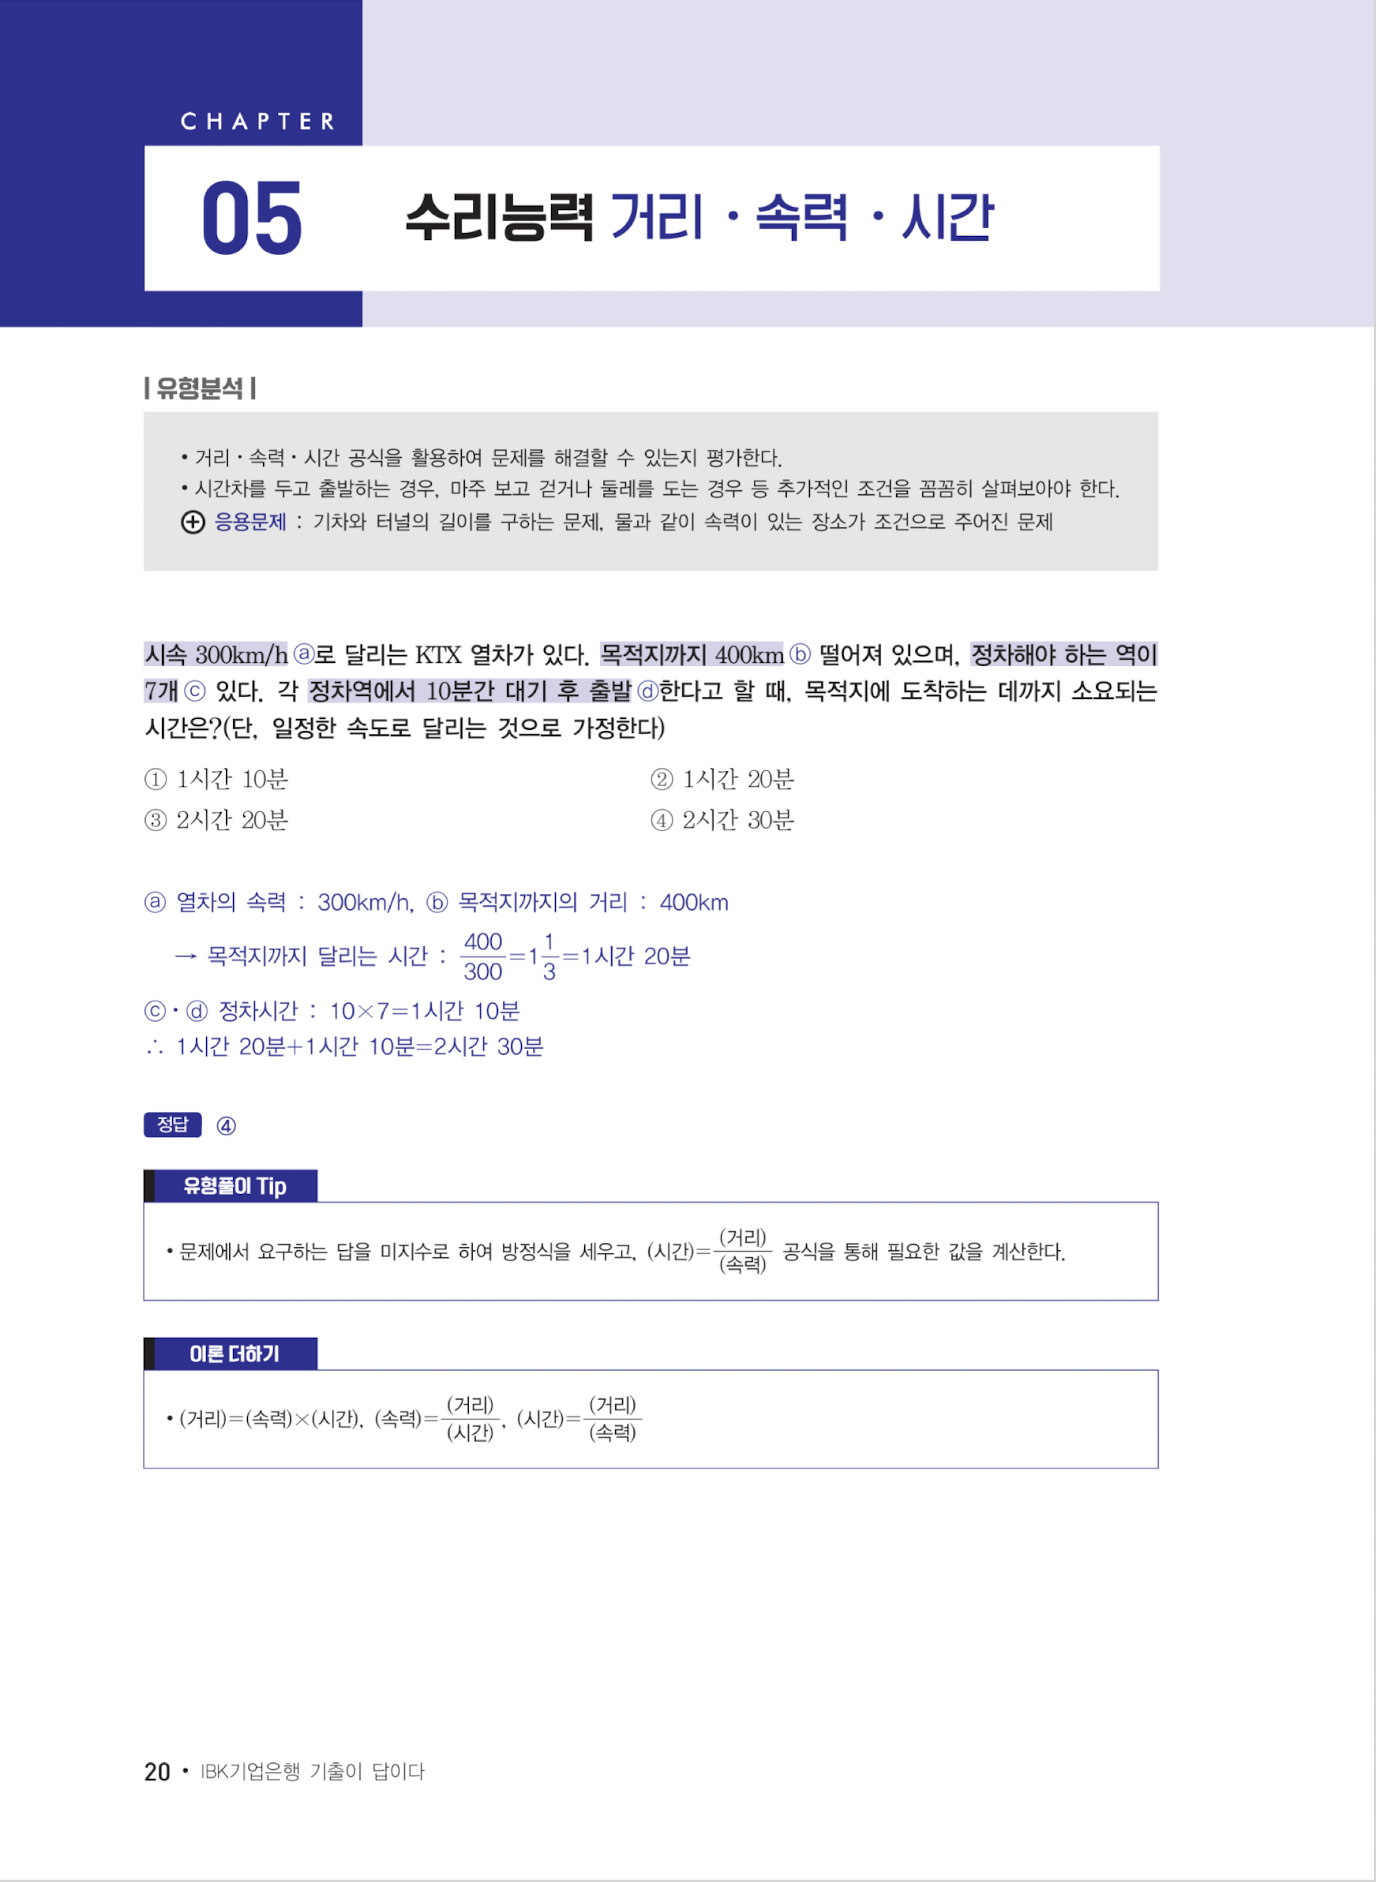 CHAPTER
05
수리능력 거리・속력・시간
| 유형분석 |
• 거리・속력・시간 공식을 활용하여 문제를 해결할 수 있는지 평가한다.
• 시간차를 두고 출발하는 경우, 마주 보고 걷거나 둘레를 도는 경우 등 추가적인 조건을 꼼꼼히 살펴보아야 한다.
⊕ 응용문제 : 기차와 터널의 길이를 구하는 문제, 물과 같이 속력이 있는 장소가 조건으로 주어진 문제
시속 300km/h ⓐ로 달리는 KTX 열차가 있다. 목적지까지 400km ⓑ 떨어져 있으며, 정차해야 하는 역이
7개 ⓒ 있다. 각 정차역에서 10분간 대기 후 출발 ⓓ한다고 할 때, 목적지에 도착하는 데까지 소요되는
시간은?(단, 일정한 속도로 달리는 것으로 가정한다)
① 1시간 10분 ② 1시간 20분
③ 2시간 20분 ④ 2시간 30분
ⓐ 열차의 속력 : 300km/h, ⓑ 목적지까지의 거리 : 400km
→ 목적지까지 달리는 시간 : 400/300=1 1/3=1시간 20분
ⓒ・ⓓ 정차시간 : 10×7=1시간 10분
∴ 1시간 20분+1시간 10분=2시간 30분
정답 ④
유형풀이 Tip
• 문제에서 요구하는 답을 미지수로 하여 방정식을 세우고, (시간)=(거리)/(속력) 공식을 통해 필요한 값을 계산한다.
이론 더하기
• (거리)=(속력)×(시간), (속력)=(거리)/(시간), (시간)=(거리)/(속력)
20 • IBK기업은행 기출이 답이다